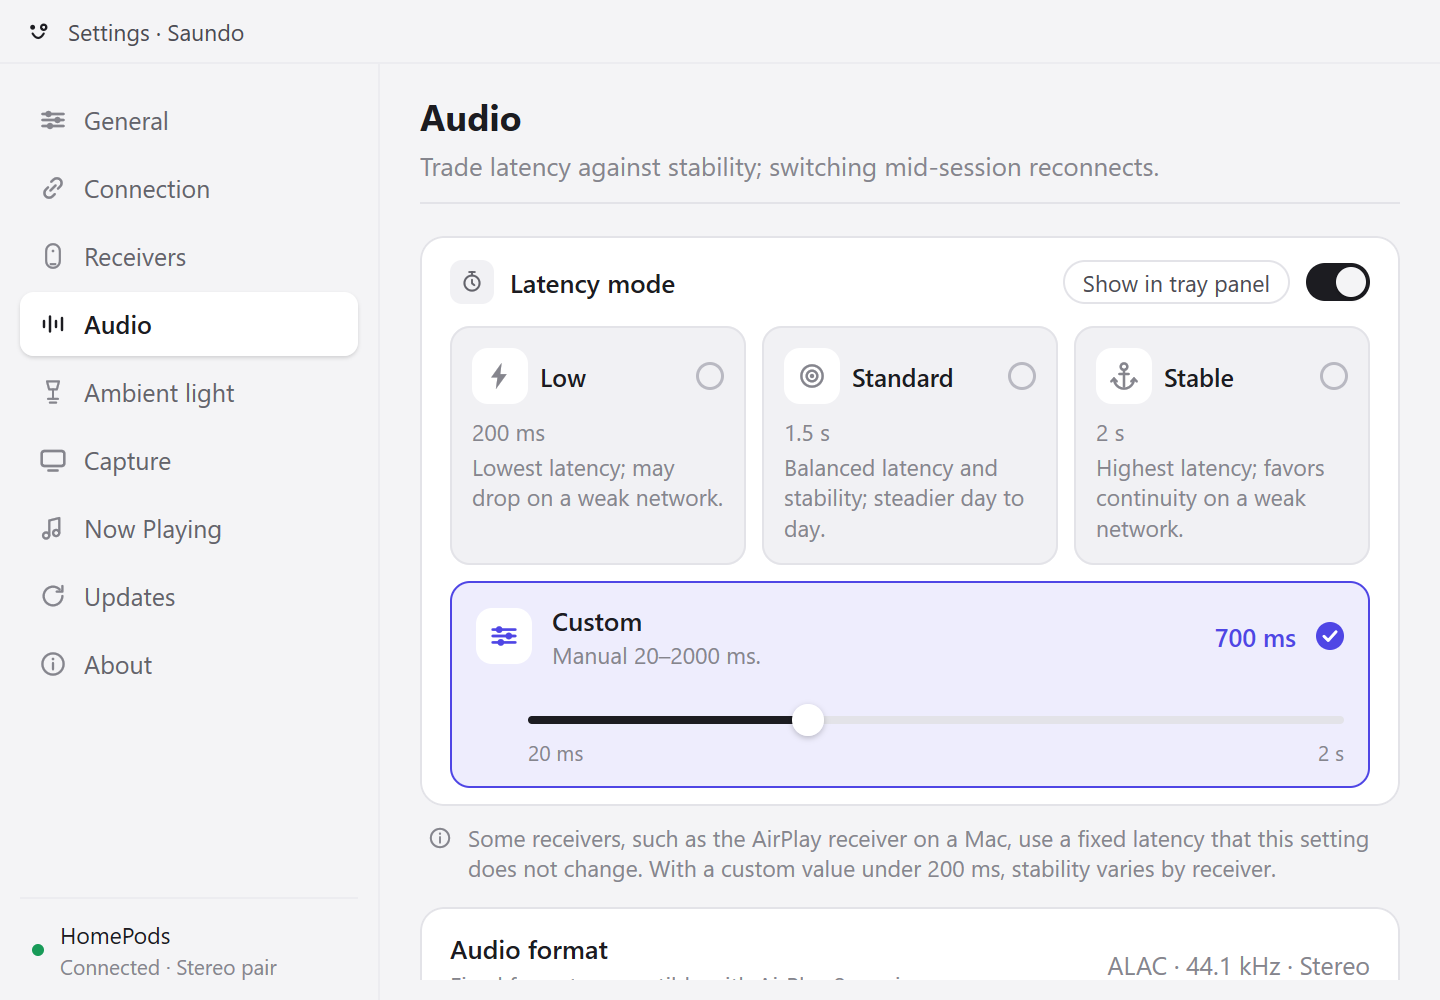 Settings · Saundo
General
Connection
Receivers
Audio
Ambient light
Capture
Now Playing
Updates
About
HomePods
Connected · Stereo pair
Audio
Trade latency against stability; switching mid-session reconnects.
Latency mode
Show in tray panel
Low
200 ms
Lowest latency; may
drop on a weak network.
Standard
1.5 s
Balanced latency and
stability; steadier day to
day.
Stable
2 s
Highest latency; favors
continuity on a weak
network.
Custom
Manual 20–2000 ms.
700 ms
20 ms
2 s
Some receivers, such as the AirPlay receiver on a Mac, use a fixed latency that this setting
does not change. With a custom value under 200 ms, stability varies by receiver.
Audio format
ALAC · 44.1 kHz · Stereo